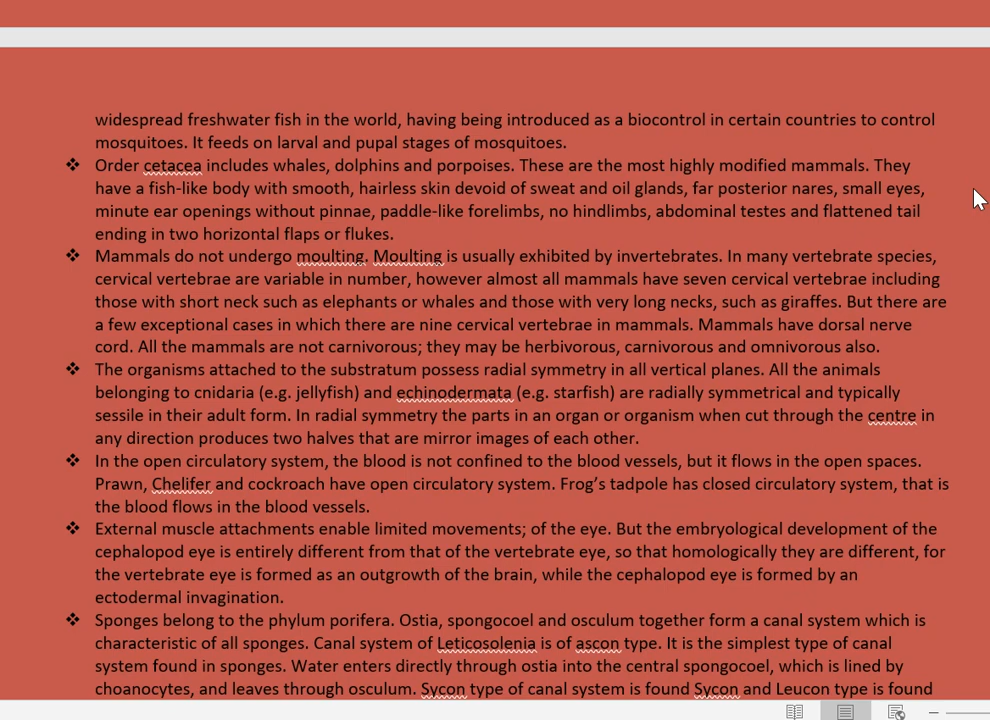 widespread freshwater fish in the world, having being introduced as a biocontrol in certain countries to control
mosquitoes. It feeds on larval and pupal stages of mosquitoes.
❖ Order cetacea includes whales, dolphins and porpoises. These are the most highly modified mammals. They
have a fish-like body with smooth, hairless skin devoid of sweat and oil glands, far posterior nares, small eyes,
minute ear openings without pinnae, paddle-like forelimbs, no hindlimbs, abdominal testes and flattened tail
ending in two horizontal flaps or flukes.
❖ Mammals do not undergo moulting. Moulting is usually exhibited by invertebrates. In many vertebrate species,
cervical vertebrae are variable in number, however almost all mammals have seven cervical vertebrae including
those with short neck such as elephants or whales and those with very long necks, such as giraffes. But there are
a few exceptional cases in which there are nine cervical vertebrae in mammals. Mammals have dorsal nerve
cord. All the mammals are not carnivorous; they may be herbivorous, carnivorous and omnivorous also.
❖ The organisms attached to the substratum possess radial symmetry in all vertical planes. All the animals
belonging to cnidaria (e.g. jellyfish) and echinodermata (e.g. starfish) are radially symmetrical and typically
sessile in their adult form. In radial symmetry the parts in an organ or organism when cut through the centre in
any direction produces two halves that are mirror images of each other.
❖ In the open circulatory system, the blood is not confined to the blood vessels, but it flows in the open spaces.
Prawn, Chelifer and cockroach have open circulatory system. Frog’s tadpole has closed circulatory system, that is
the blood flows in the blood vessels.
❖ External muscle attachments enable limited movements; of the eye. But the embryological development of the
cephalopod eye is entirely different from that of the vertebrate eye, so that homologically they are different, for
the vertebrate eye is formed as an outgrowth of the brain, while the cephalopod eye is formed by an
ectodermal invagination.
❖ Sponges belong to the phylum porifera. Ostia, spongocoel and osculum together form a canal system which is
characteristic of all sponges. Canal system of Leticosolenia is of ascon type. It is the simplest type of canal
system found in sponges. Water enters directly through ostia into the central spongocoel, which is lined by
choanocytes, and leaves through osculum. Sycon type of canal system is found Sycon and Leucon type is found